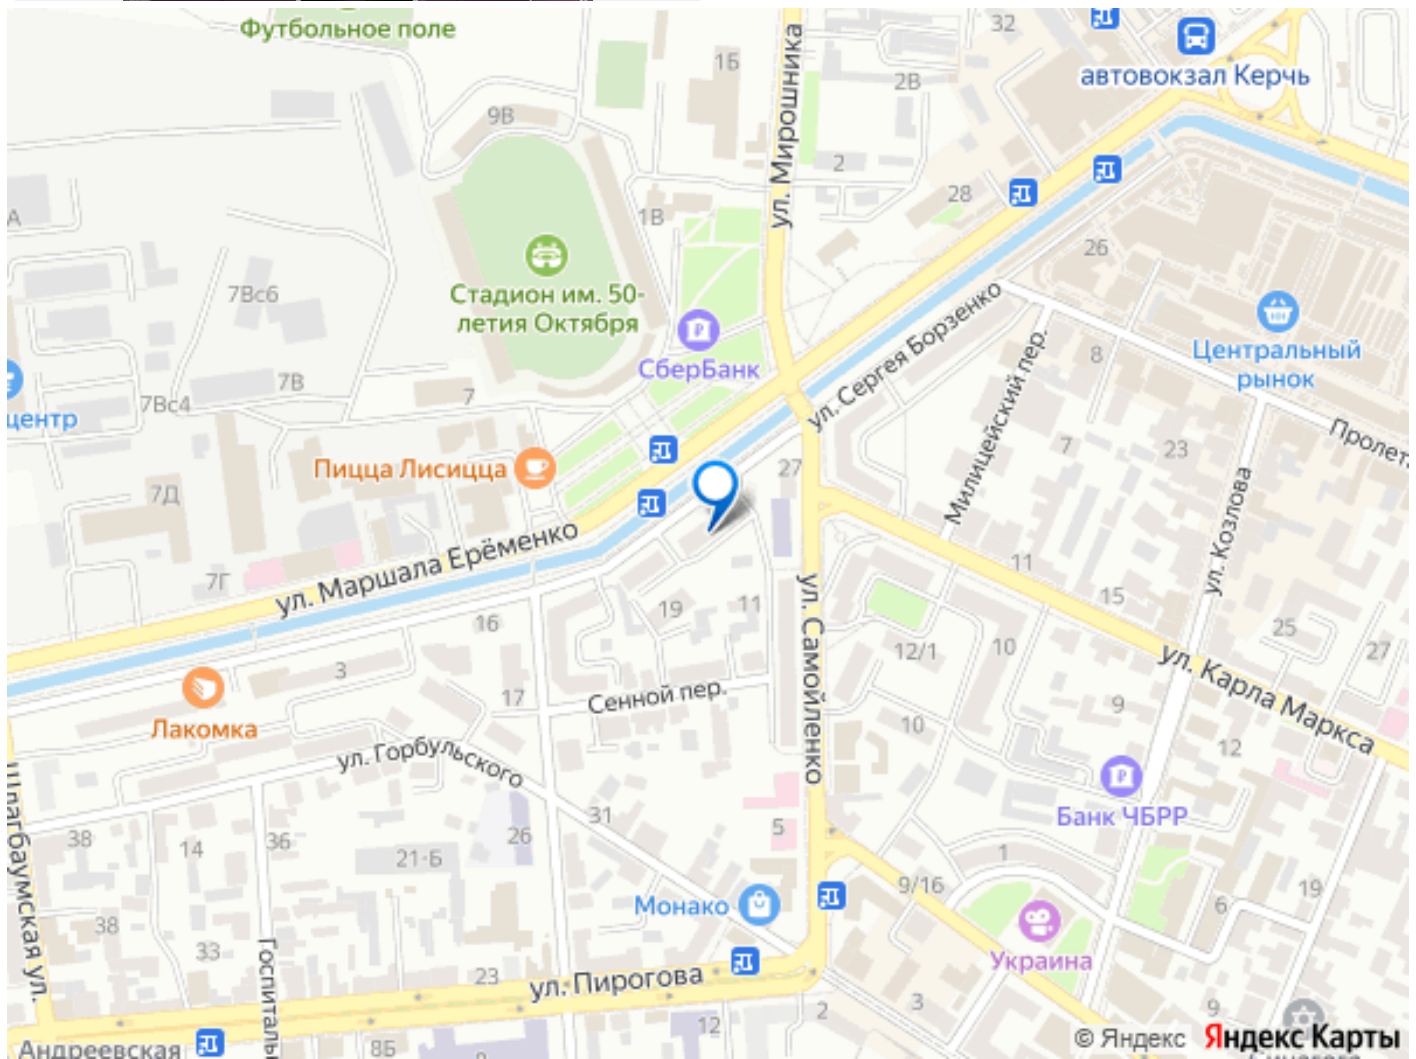 Футбольное поле
32
автовокзал Керчь
ул. Мирошника
1Б
2В
9В
2
28
1В
26
А
7Вс6
Стадион им. 50-
летия Октября
ул. Сергея Борзенко
СберБанк
Милицейский пер.
8
Центральный
рынок
7В
7
7Вс4
центр
Пицца Лисицца
27
7
23
Пролет
7Д
ул. Козлова
ул. Маршала Ерёменко
7Г
11
15
19
11
16
ул. Самойленко
12/1
10
25
27
3
17
Сенной пер.
ул. Карла Маркса
Лакомка
10
9
12
ул. Горбульского
Банк ЧБРР
Шлагбаумская ул.
38
14
36
21-Б
26
31
5
1
9/16
19
6
Монако
38
33
Госпиталь
23
ул. Пирогова
Украина
2
3
9
12
© Яндекс Яндекс Карты
Андреевская
8Б